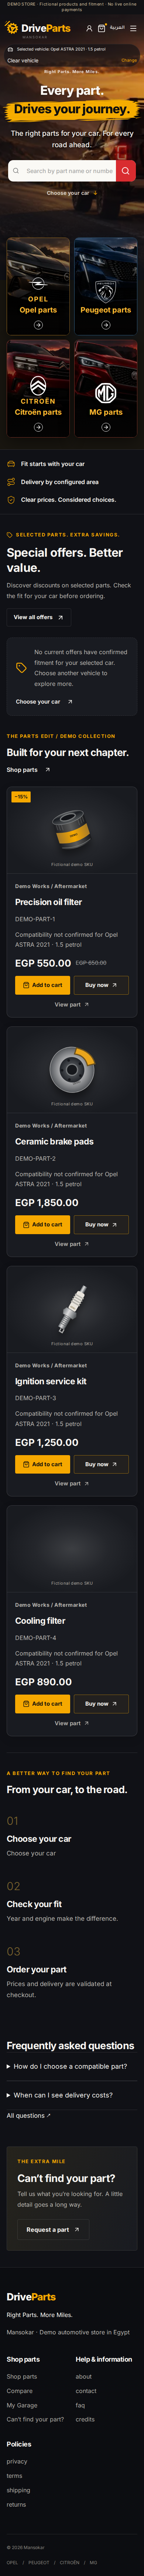 DEMO STORE · Fictional products and fitment · No live online
payments
DriveParts
MANSAKAR
العربية
Selected vehicle: Opel ASTRA 2021 · 1.5 petrol
Clear vehicle
Change
Right Parts. More Miles.
Every part.
Drives your journey.
The right parts for your car. For every
road ahead.
Search by part name or number
Choose your car ↓
OPEL
Opel parts
Peugeot parts
CITROËN
Citroën parts
MG
MG parts
Fit starts with your car
Delivery by configured area
Clear prices. Considered choices.
SELECTED PARTS. EXTRA SAVINGS.
Special offers. Better
value.
Discover discounts on selected parts. Check
the fit for your car before ordering.
View all offers ↗
No current offers have confirmed
fitment for your selected car.
Choose another vehicle to
explore more.
Choose your car ↗
THE PARTS EDIT / DEMO COLLECTION
Built for your next chapter.
Shop parts ↗
-15%
Fictional demo SKU
Demo Works / Aftermarket
Precision oil filter
DEMO-PART-1
Compatibility not confirmed for Opel
ASTRA 2021 · 1.5 petrol
EGP 550.00 EGP 650.00
Add to cart
Buy now ↗
View part ↗
Fictional demo SKU
Demo Works / Aftermarket
Ceramic brake pads
DEMO-PART-2
Compatibility not confirmed for Opel
ASTRA 2021 · 1.5 petrol
EGP 1,850.00
Add to cart
Buy now ↗
View part ↗
Fictional demo SKU
Demo Works / Aftermarket
Ignition service kit
DEMO-PART-3
Compatibility not confirmed for Opel
ASTRA 2021 · 1.5 petrol
EGP 1,250.00
Add to cart
Buy now ↗
View part ↗
Fictional demo SKU
Demo Works / Aftermarket
Cooling filter
DEMO-PART-4
Compatibility not confirmed for Opel
ASTRA 2021 · 1.5 petrol
EGP 890.00
Add to cart
Buy now ↗
View part ↗
A BETTER WAY TO FIND YOUR PART
From your car, to the road.
01
Choose your car
Choose your car
02
Check your fit
Year and engine make the difference.
03
Order your part
Prices and delivery are validated at
checkout.
Frequently asked questions
▶ How do I choose a compatible part?
▶ When can I see delivery costs?
All questions ↗
THE EXTRA MILE
Can't find your part?
Tell us what you're looking for. A little
detail goes a long way.
Request a part ↗
DriveParts
Right Parts. More Miles.
Mansakar · Demo automotive store in Egypt
Shop parts
Shop parts
Compare
My Garage
Can't find your part?
Help & information
about
contact
faq
credits
Policies
privacy
terms
shipping
returns
© 2026 Mansakar
OPEL / PEUGEOT / CITROËN / MG